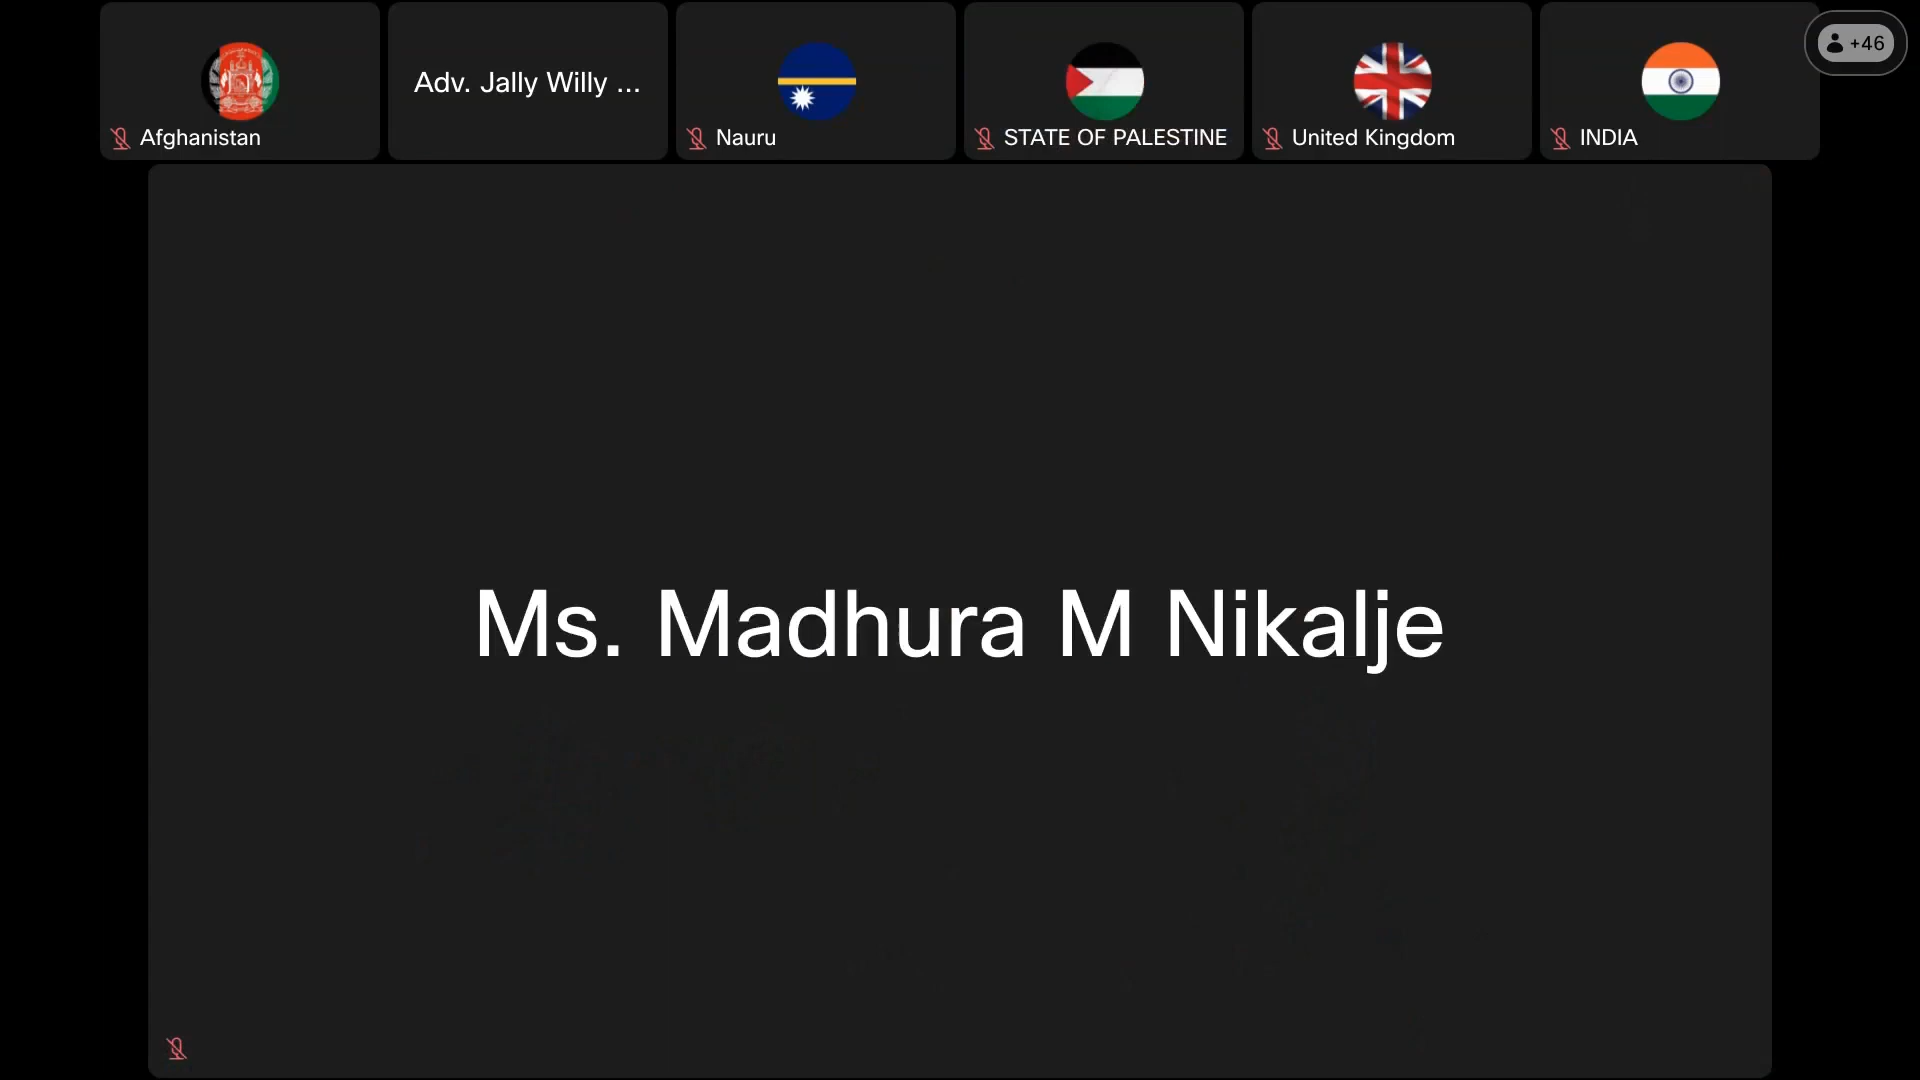 Adv. Jally Willy ...
+46
Afghanistan
Nauru
STATE OF PALESTINE
United Kingdom
INDIA
Ms. Madhura M Nikalje